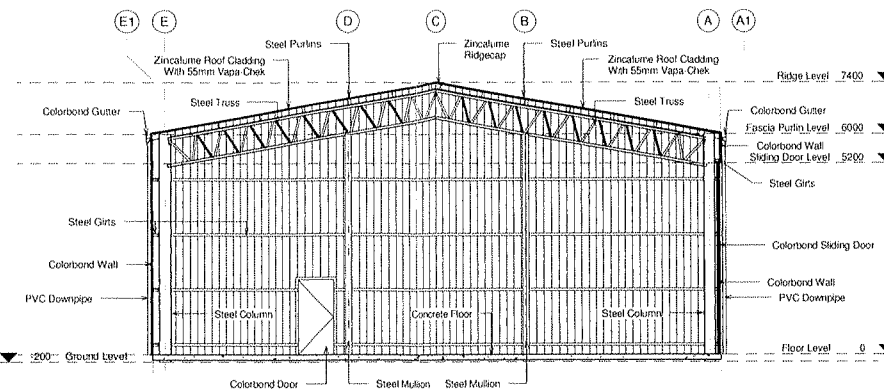 E1 E D C B A A1
Steel Purlins
Zincalume
Ridgecap
Steel Purlins
Zincalume Roof Cladding
With 55mm Vapa-Chek
Zincalume Roof Cladding
With 55mm Vapa-Chek
Ridge Level 7400
Steel Truss
Steel Truss
Colorbond Gutter
Colorbond Gutter
Fascia Purlin Level 6000
Colorbond Wall
Sliding Door Level 5200
Steel Girts
Steel Girts
Colorbond Sliding Door
Colorbond Wall
Colorbond Wall
PVC Downpipe
PVC Downpipe
Steel Column
Concrete Floor
Steel Column
Floor Level 0
-200 Ground Level
Colorbond Door
Steel Mullion
Steel Mullion